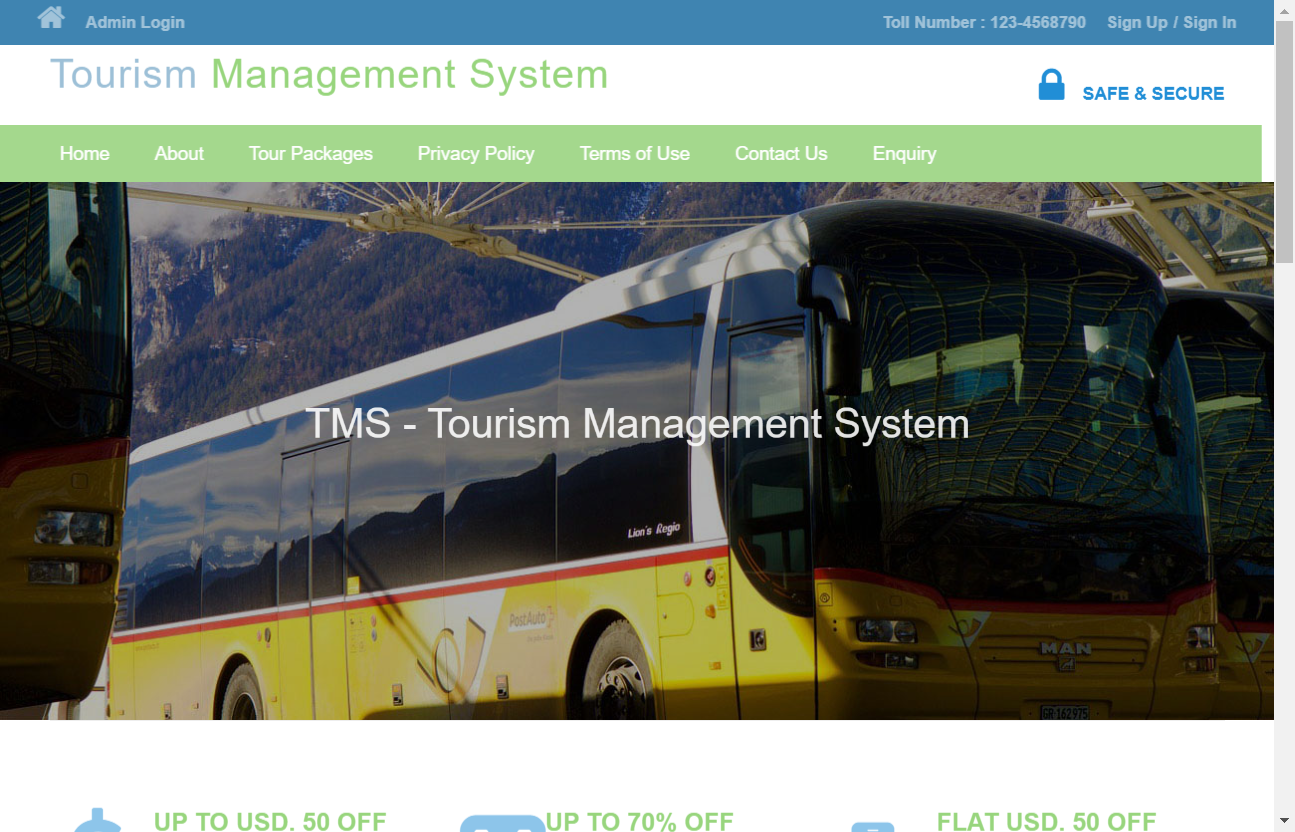 Admin Login
Toll Number : 123-4568790
Sign Up / Sign In
Tourism Management System
SAFE & SECURE
Home
About
Tour Packages
Privacy Policy
Terms of Use
Contact Us
Enquiry
TMS - Tourism Management System
Lion's Regio
PostAuto
MAN
GR 162975
UP TO USD. 50 OFF
UP TO 70% OFF
FLAT USD. 50 OFF